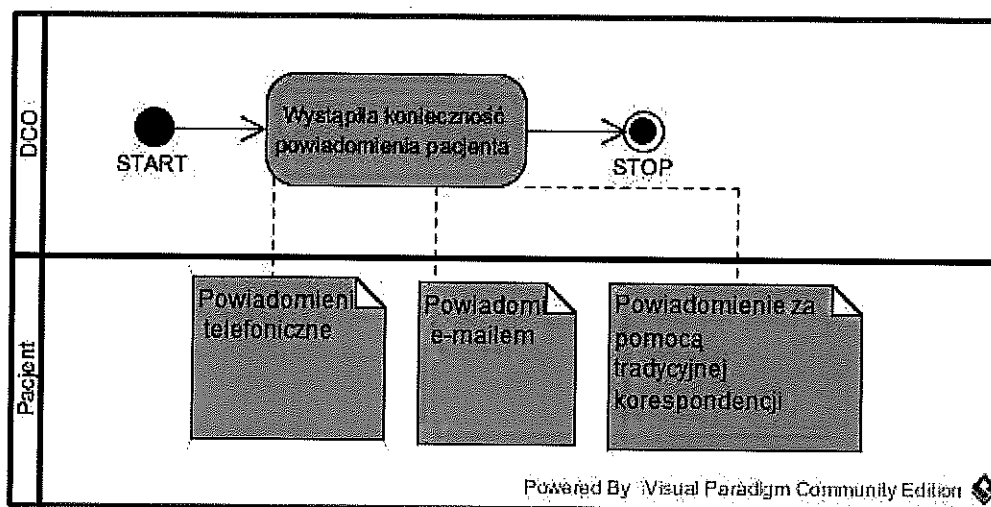 DCO
START
Wystąpiła konieczność
powiadomienia pacjenta
STOP
Pacjent
Powiadomieni
telefoniczne
Powiadomi
e-mailem
Powiadomienie za
pomocą
tradycyjnej
korespondencji
Powered By Visual Paradigm Community Edition